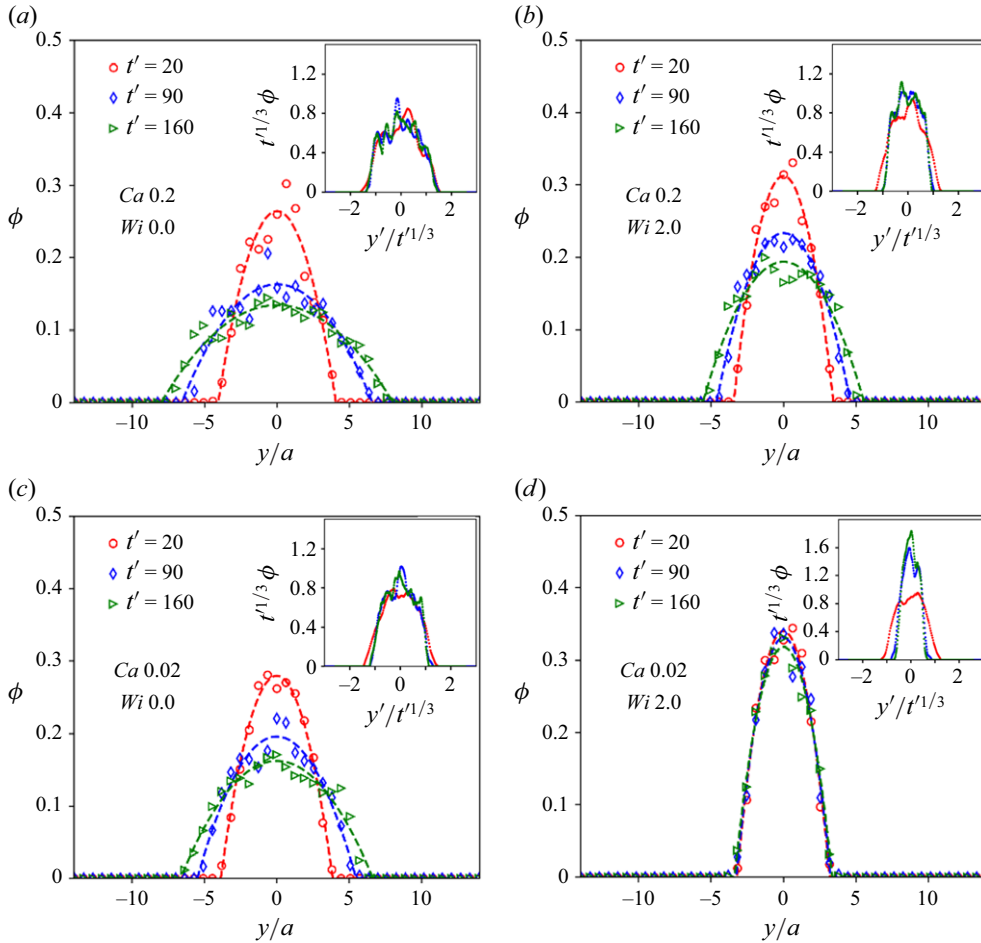 (a)
0.5
0.4
0.3
0.2
0.1
0
ϕ
t′ = 20
t′ = 90
t′ = 160
Ca 0.2
Wi 0.0
−10 −5 0 5 10
y/a
t′^1/3 ϕ
1.2
0.8
0.4
0
−2 0 2
y′/t′^1/3
(b)
0.5
0.4
0.3
0.2
0.1
0
ϕ
t′ = 20
t′ = 90
t′ = 160
Ca 0.2
Wi 2.0
−10 −5 0 5 10
y/a
t′^1/3 ϕ
1.2
0.8
0.4
0
−2 0 2
y′/t′^1/3
(c)
0.5
0.4
0.3
0.2
0.1
0
ϕ
t′ = 20
t′ = 90
t′ = 160
Ca 0.02
Wi 0.0
−10 −5 0 5 10
y/a
t′^1/3 ϕ
1.2
0.8
0.4
0
−2 0 2
y′/t′^1/3
(d)
0.5
0.4
0.3
0.2
0.1
0
ϕ
t′ = 20
t′ = 90
t′ = 160
Ca 0.02
Wi 2.0
−10 −5 0 5 10
y/a
t′^1/3 ϕ
1.6
1.2
0.8
0.4
0
−2 0 2
y′/t′^1/3